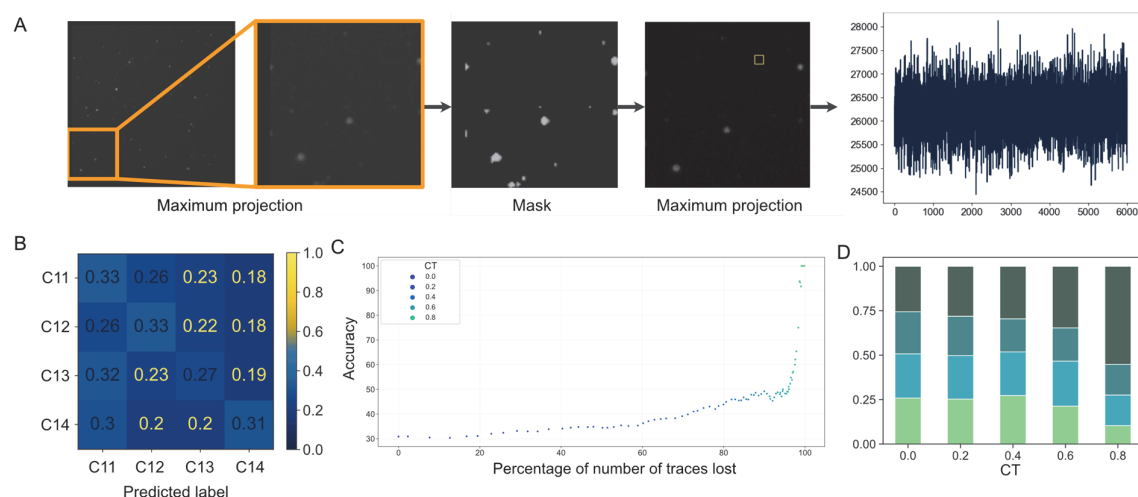 A
Maximum projection
Mask
Maximum projection
28000
27500
27000
26500
26000
25500
25000
24500
0 1000 2000 3000 4000 5000 6000
B
C11 0.33 0.26 0.23 0.18
C12 0.26 0.33 0.22 0.18
C13 0.32 0.23 0.27 0.19
C14 0.3 0.2 0.2 0.31
C11 C12 C13 C14
Predicted label
1.0
0.8
0.6
0.4
0.2
0.0
C
Accuracy
100
90
80
70
60
50
40
30
CT
0.0
0.2
0.4
0.6
0.8
0 20 40 60 80 100
Percentage of number of traces lost
D
1.00
0.75
0.50
0.25
0.00
0.0 0.2 0.4 0.6 0.8
CT